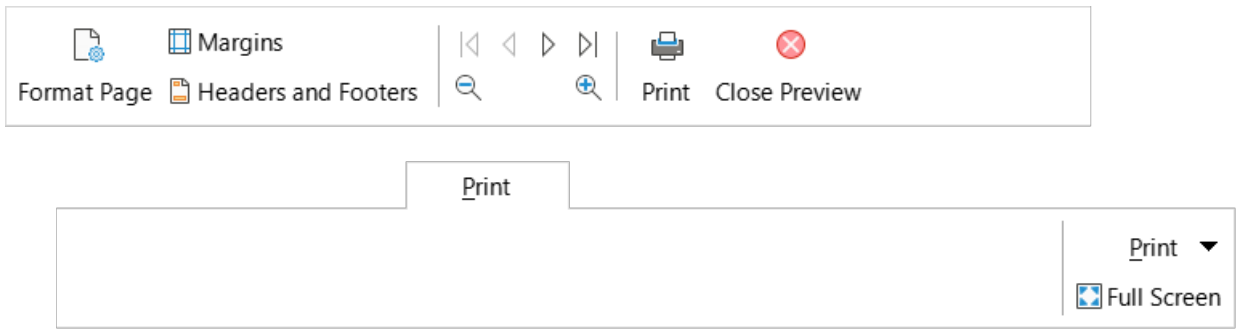 Margins
Format Page Headers and Footers Print Close Preview
Print
Print
Full Screen